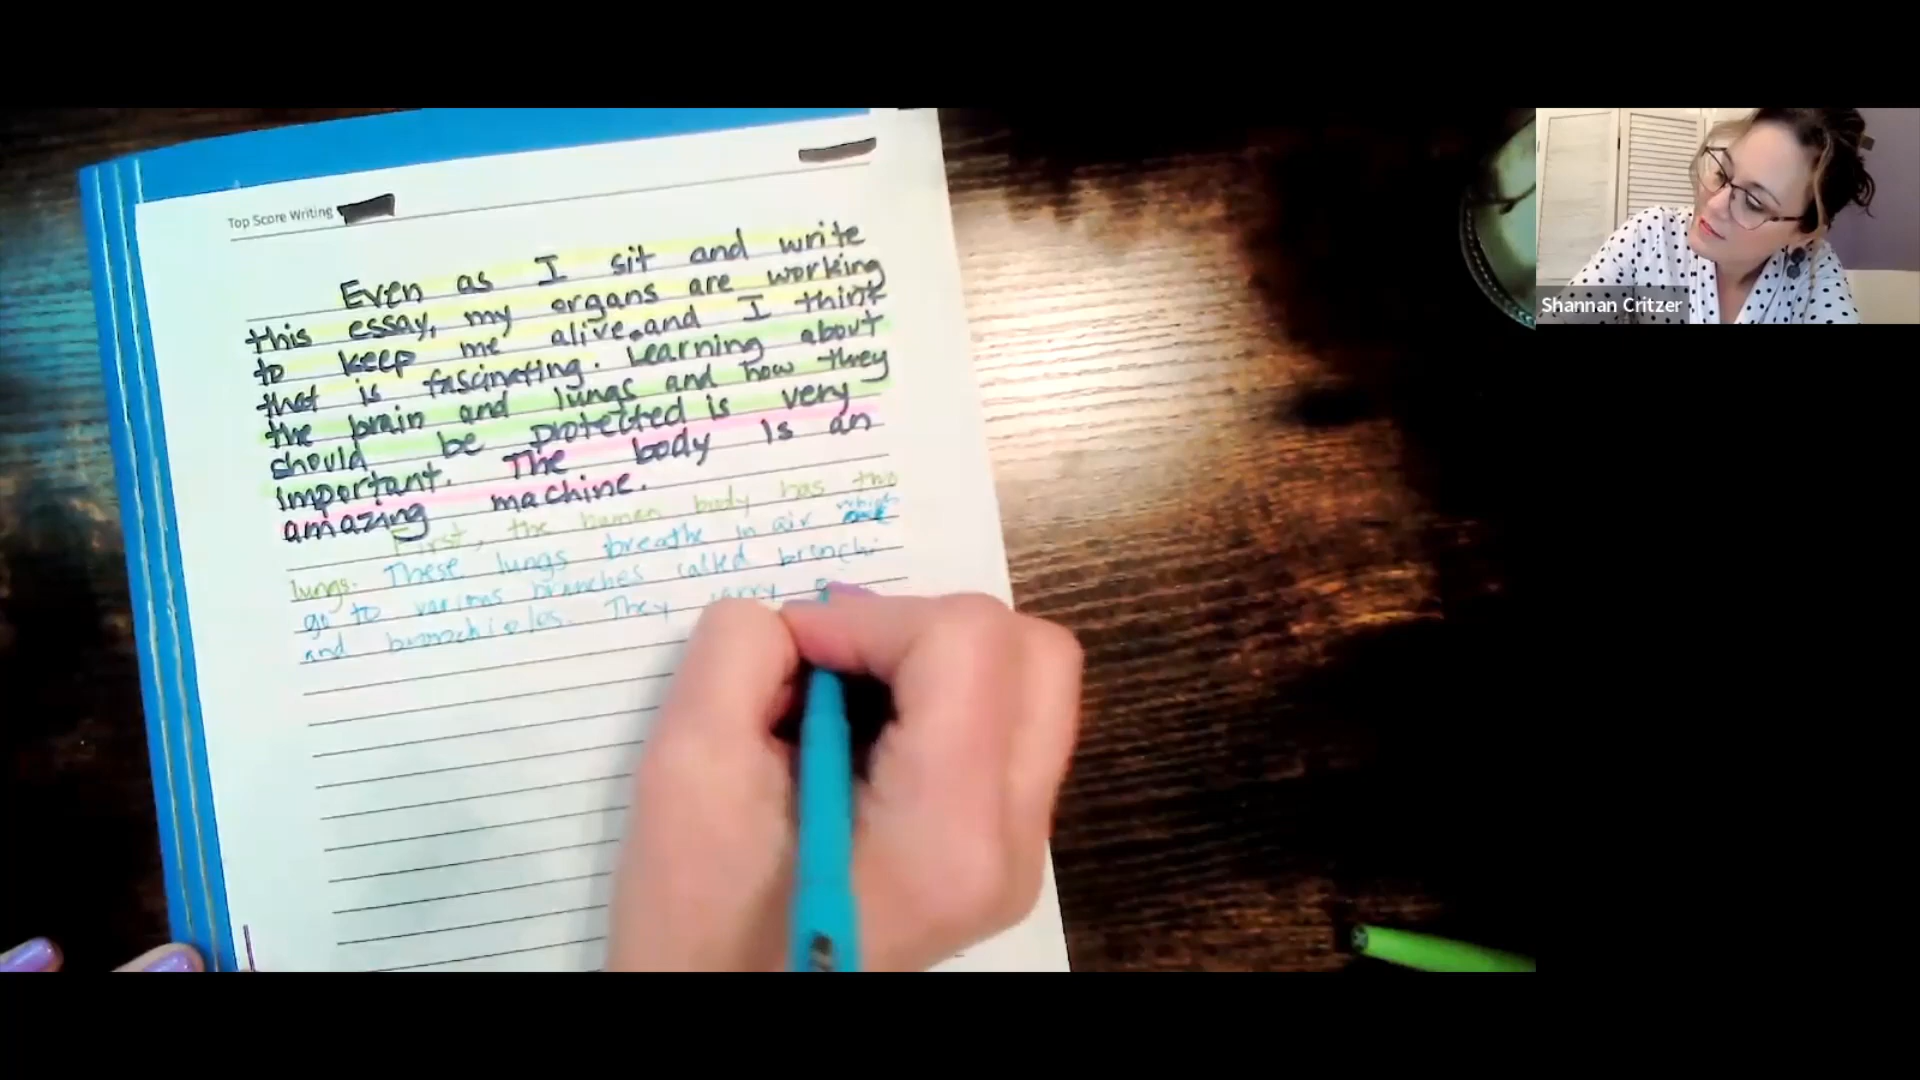 Top Score Writing
Even as I sit and write
this essay, my organs are working
to keep me alive and I think
that is fascinating. Learning about
the brain and lungs and how they
should be protected is very
important. The body is an
amazing machine.
First, the human body has two
lungs. These lungs breathe in air which
go to various branches called bronchi
and bronchioles. They carry
Shannan Critzer